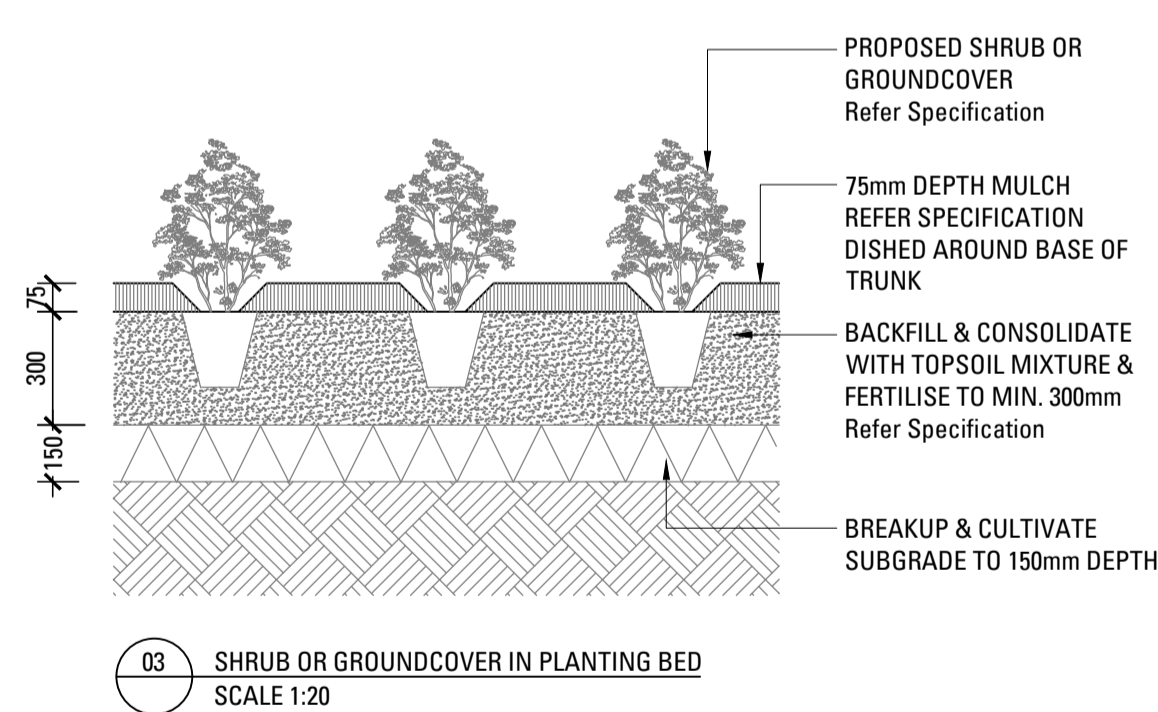 PROPOSED SHRUB OR
GROUNDCOVER
Refer Specification
75mm DEPTH MULCH
REFER SPECIFICATION
DISHED AROUND BASE OF
TRUNK
BACKFILL & CONSOLIDATE
WITH TOPSOIL MIXTURE &
FERTILISE TO MIN. 300mm
Refer Specification
BREAKUP & CULTIVATE
SUBGRADE TO 150mm DEPTH
75
300
150
03
SHRUB OR GROUNDCOVER IN PLANTING BED
SCALE 1:20